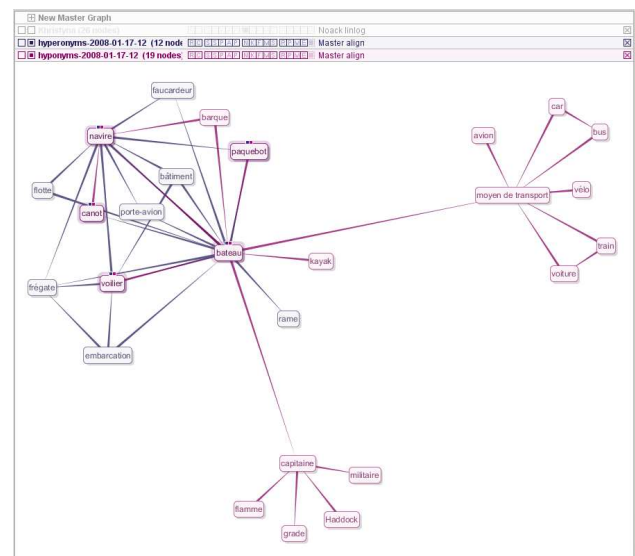 New Master Graph
Noack linlog
hyperonyms-2008-01-17-12 (12 node
Master align
hyponyms-2008-01-17-12 (19 nodes)
Master align
faucardeur
barque
car
navire
avion
bus
paquebot
bâtiment
flotte
vélo
moyen de transport
canot
porte-avion
train
bateau
kayak
voiture
frégate
voilier
rame
embarcation
capitaine
militaire
flamme
Haddock
grade